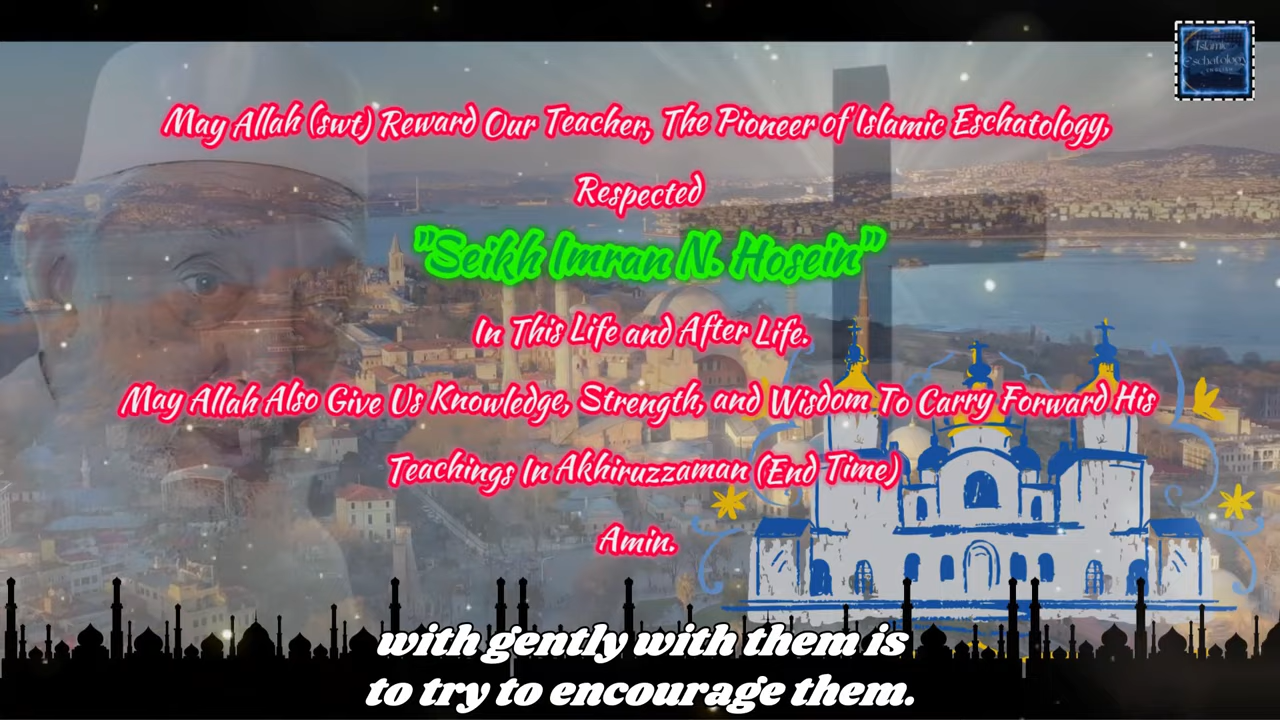 Islamic
Eschatology
May Allah (swt) Reward Our Teacher, The Pioneer of Islamic Eschatology,
Respected
"Seikh Imran N. Hosein"
In This Life and After Life.
May Allah Also Give Us Knowledge, Strength, and Wisdom To Carry Forward His
Teachings In Akhiruzzaman (End Time)
Amin.
with gently with them is
to try to encourage them.